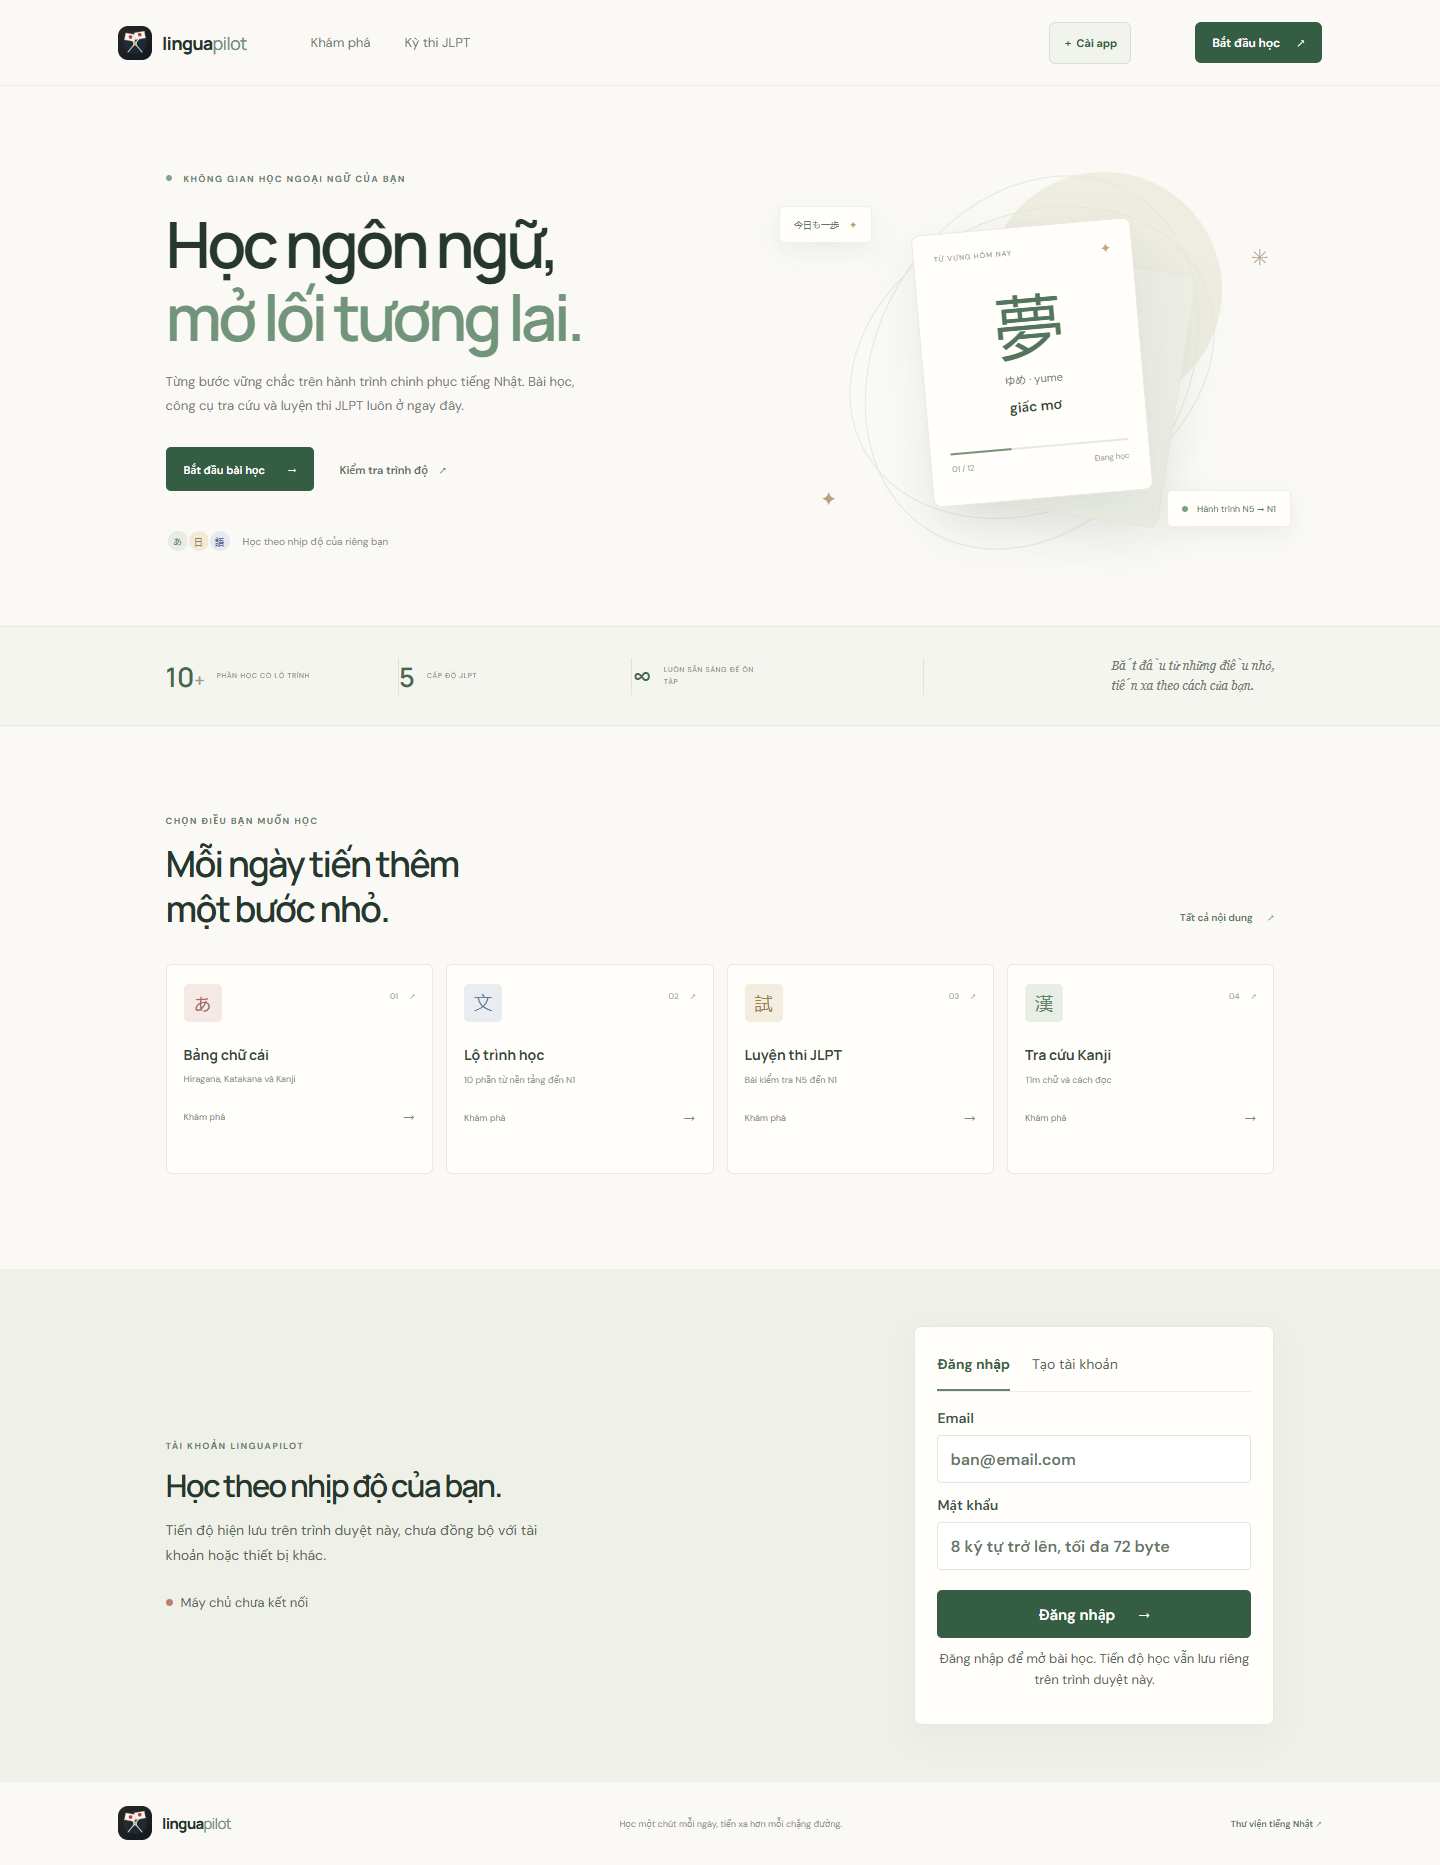 linguapilot
Khám phá
Kỳ thi JLPT
+ Cài app
Bắt đầu học ↗
KHÔNG GIAN HỌC NGOẠI NGỮ CỦA BẠN
Học ngôn ngữ,
mở lối tương lai.
Từng bước vững chắc trên hành trình chinh phục tiếng Nhật. Bài học,
công cụ tra cứu và luyện thi JLPT luôn ở ngay đây.
Bắt đầu bài học →
Kiểm tra trình độ ↗
あ 日 語
Học theo nhịp độ của riêng bạn
今日も一歩 ✦
TỪ VỰNG HÔM NAY ✦
夢
ゆめ · yume
giấc mơ
01 / 12
Đang học
Hành trình N5 → N1
10+ PHẦN HỌC CÓ LỘ TRÌNH
5 CẤP ĐỘ JLPT
∞ LUÔN SẴN SÀNG ĐỂ ÔN
TẬP
Bắt đầu từ những điều nhỏ,
tiến xa theo cách của bạn.
CHỌN ĐIỀU BẠN MUỐN HỌC
Mỗi ngày tiến thêm
một bước nhỏ.
Tất cả nội dung ↗
あ
01 ↗
Bảng chữ cái
Hiragana, Katakana và Kanji
Khám phá →
文
02 ↗
Lộ trình học
10 phần từ nền tảng đến N1
Khám phá →
試
03 ↗
Luyện thi JLPT
Bài kiểm tra N5 đến N1
Khám phá →
漢
04 ↗
Tra cứu Kanji
Tìm chữ và cách đọc
Khám phá →
TÀI KHOẢN LINGUAPILOT
Học theo nhịp độ của bạn.
Tiến độ hiện lưu trên trình duyệt này, chưa đồng bộ với tài
khoản hoặc thiết bị khác.
Máy chủ chưa kết nối
Đăng nhập
Tạo tài khoản
Email
ban@email.com
Mật khẩu
8 ký tự trở lên, tối đa 72 byte
Đăng nhập →
Đăng nhập để mở bài học. Tiến độ học vẫn lưu riêng
trên trình duyệt này.
linguapilot
Học một chút mỗi ngày, tiến xa hơn mỗi chặng đường.
Thư viện tiếng Nhật ↗